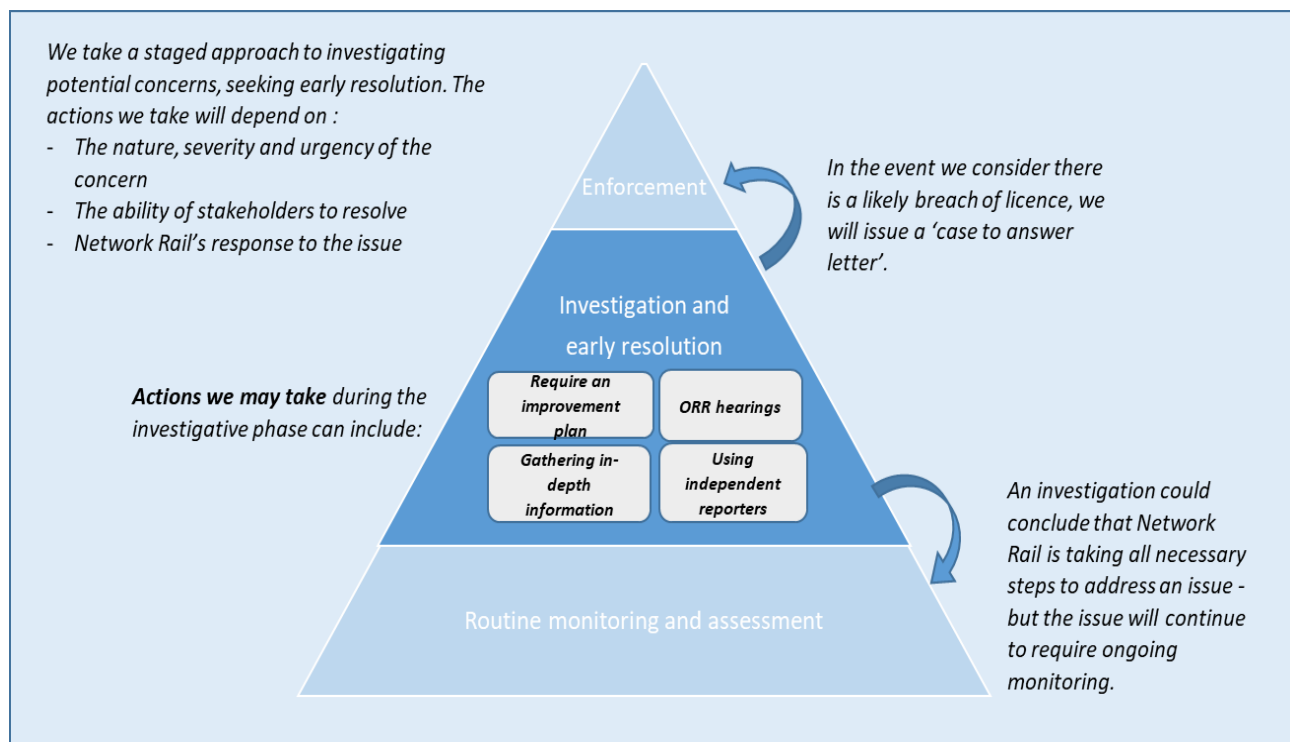 We take a staged approach to investigating
potential concerns, seeking early resolution. The
actions we take will depend on :
- The nature, severity and urgency of the
concern
- The ability of stakeholders to resolve
- Network Rail's response to the issue
Enforcement
In the event we consider there
is a likely breach of licence, we
will issue a 'case to answer
letter'.
Investigation and
early resolution
Actions we may take during the
investigative phase can include:
Require an
improvement
plan
ORR hearings
Gathering in-
depth
information
Using
independent
reporters
An investigation could
conclude that Network
Rail is taking all necessary
steps to address an issue -
but the issue will continue
to require ongoing
monitoring.
Routine monitoring and assessment